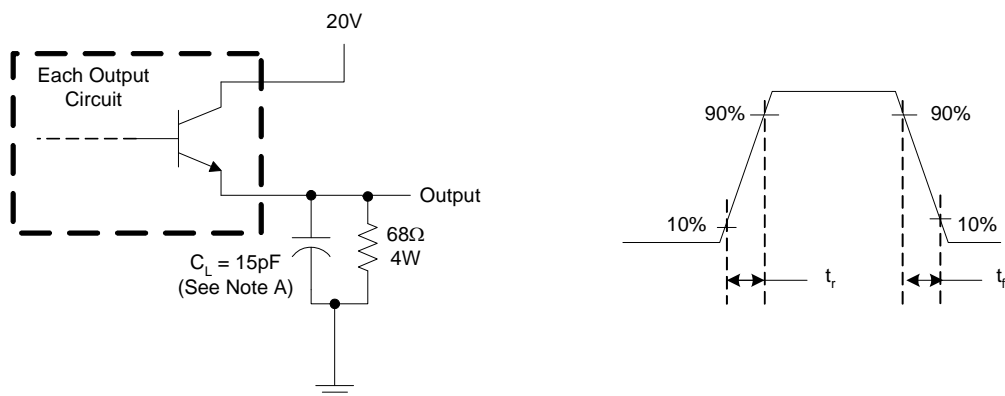 20V
Each Output
Circuit
Output
68Ω
4W
C_L = 15pF
(See Note A)
90%
90%
10%
10%
t_r
t_f